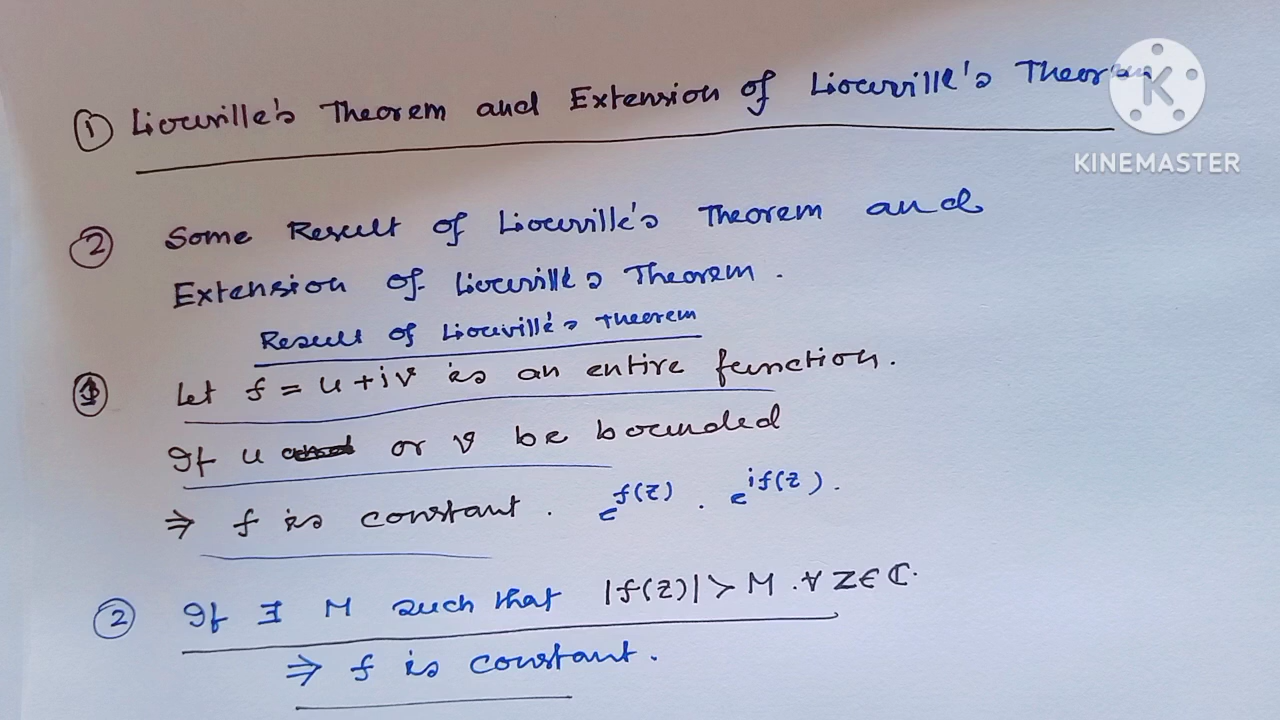 ① Liouville's Theorem and Extension of Liouville's Theorem
K
KINEMASTER
② Some Result of Liouville's Theorem and
Extension of Liouville's Theorem.
Result of Liouville's Theorem
① Let f = u + iv is an entire function.
If u or v be bounded
⇒ f is constant. e^{f(z)} . e^{if(z)}.
② If ∃ M such that |f(z)| > M . ∀ z ∈ ℂ.
⇒ f is constant.